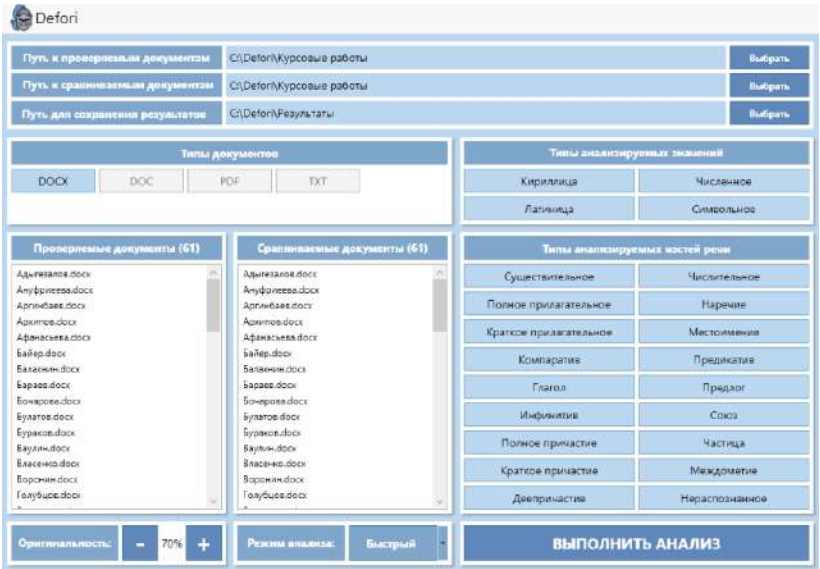 Defori
Путь к проверяемым документам C:\Defori\Курсовые работы Выбрать
Путь к сравниваемым документам C:\Defori\Курсовые работы Выбрать
Путь для сохранения результатов C:\Defori\Результаты Выбрать
Типы документов
DOCX DOC PDF TXT
Типы анализируемых значений
Кириллица Численное
Латиница Символьное
Проверяемые документы (61)
Адыгезалов.docx
Ануфриева.docx
Аргинбаев.docx
Архипов.docx
Афанасьева.docx
Байер.docx
Балахнин.docx
Бараев.docx
Бочарова.docx
Булатов.docx
Бураков.docx
Ваулин.docx
Власенко.docx
Воронин.docx
Голубцов.docx
Сравниваемые документы (61)
Адыгезалов.docx
Ануфриева.docx
Аргинбаев.docx
Архипов.docx
Афанасьева.docx
Байер.docx
Балахнин.docx
Бараев.docx
Бочарова.docx
Булатов.docx
Бураков.docx
Ваулин.docx
Власенко.docx
Воронин.docx
Голубцов.docx
Типы анализируемых частей речи
Существительное Числительное
Полное прилагательное Наречие
Краткое прилагательное Местоимение
Компаратив Предикатив
Глагол Предлог
Инфинитив Союз
Полное причастие Частица
Краткое причастие Междометие
Деепричастие Нераспознанное
Оригинальность: - 70% +
Режим анализа: Быстрый
ВЫПОЛНИТЬ АНАЛИЗ